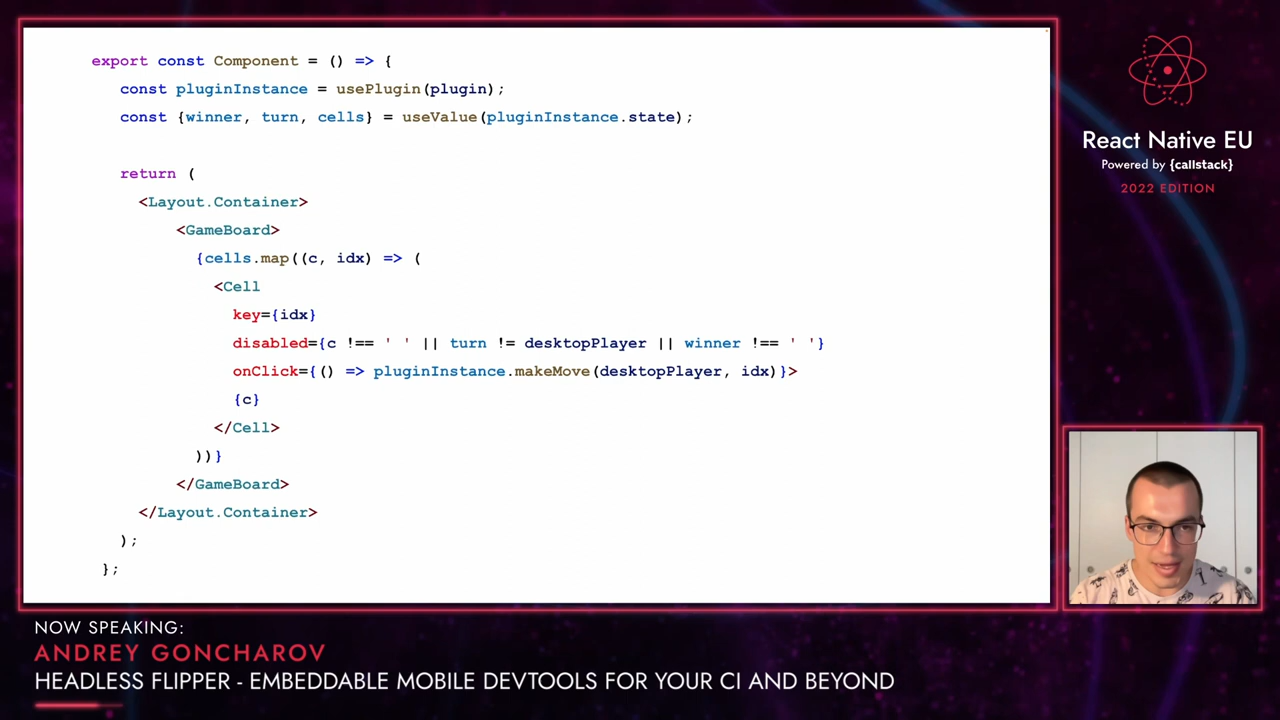 export const Component = () => {
const pluginInstance = usePlugin(plugin);
const {winner, turn, cells} = useValue(pluginInstance.state);
return (
<Layout.Container>
<GameBoard>
{cells.map((c, idx) => (
<Cell
key={idx}
disabled={c !== ' ' || turn != desktopPlayer || winner !== ' '}
onClick={() => pluginInstance.makeMove(desktopPlayer, idx)}>
{c}
</Cell>
))}
</GameBoard>
</Layout.Container>
);
};
React Native EU
Powered by {callstack}
2022 EDITION
NOW SPEAKING:
ANDREY GONCHAROV
HEADLESS FLIPPER - EMBEDDABLE MOBILE DEVTOOLS FOR YOUR CI AND BEYOND